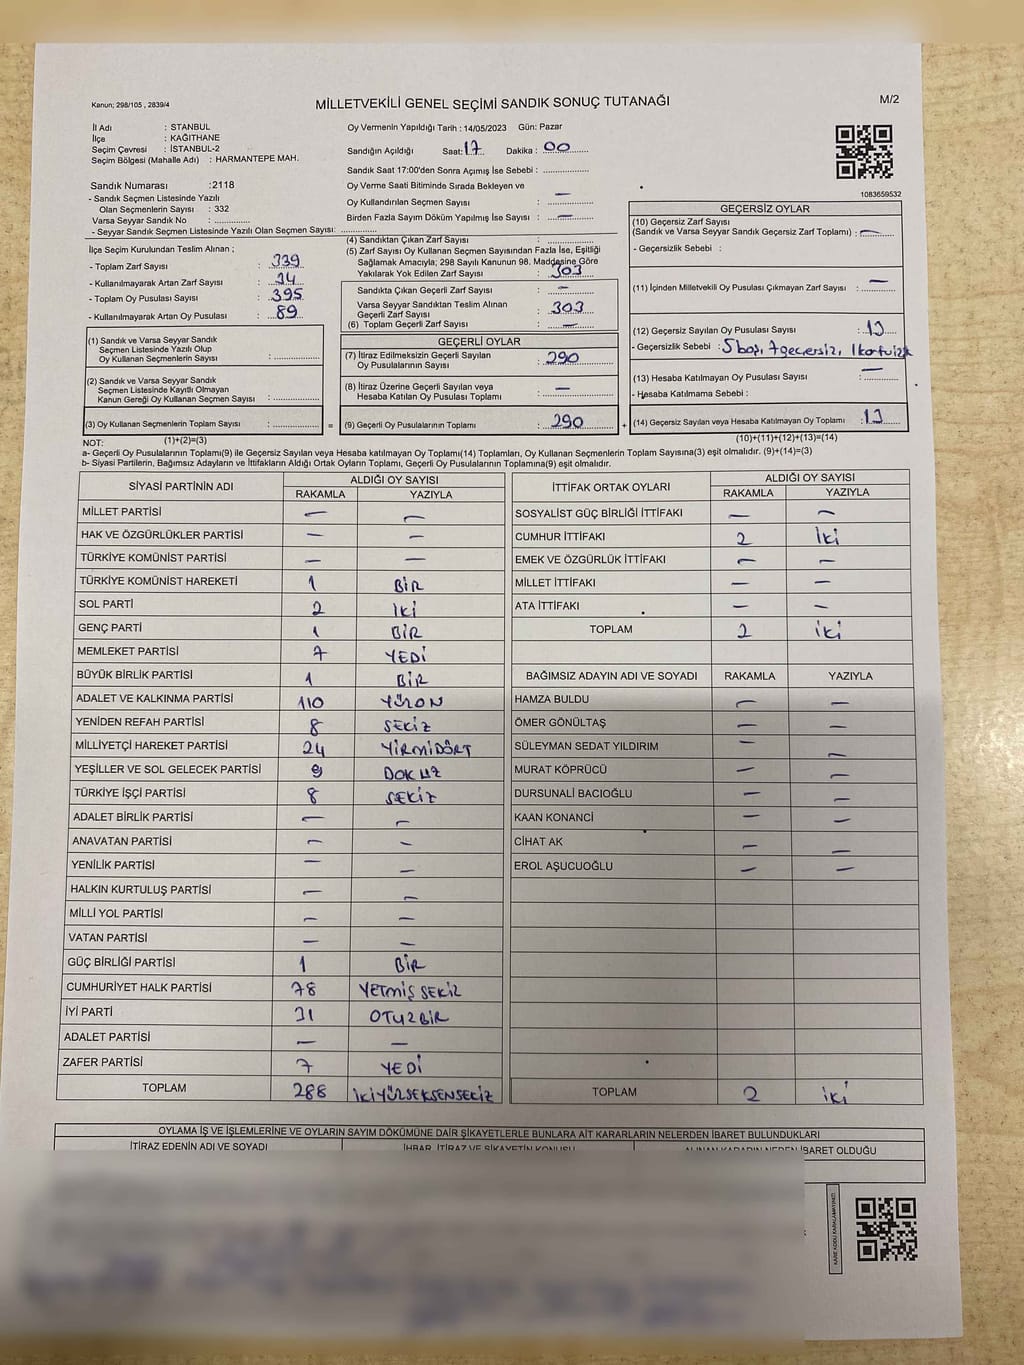 Kanun; 298/105 , 2839/4
MİLLETVEKİLİ GENEL SEÇİMİ SANDIK SONUÇ TUTANAĞI
M/2
İl Adı : İSTANBUL
İlçe : KAĞITHANE
Seçim Çevresi : İSTANBUL-2
Seçim Bölgesi (Mahalle Adı) : HARMANTEPE MAH.
Sandık Numarası :2118
- Sandık Seçmen Listesinde Yazılı
Olan Seçmenlerin Sayısı : 332
Varsa Seyyar Sandık No :
- Seyyar Sandık Seçmen Listesinde Yazılı Olan Seçmen Sayısı:
Oy Vermenin Yapıldığı Tarih : 14/05/2023 Gün: Pazar
Sandığın Açıldığı Saat: 17 Dakika : 00
Sandık Saat 17:00'den Sonra Açımış İse Sebebi :
Oy Verme Saati Bitiminde Sırada Bekleyen ve
Oy Kullandırılan Seçmen Sayısı : —
Birden Fazla Sayım Döküm Yapılmış İse Sayısı : —
1083659532
İlçe Seçim Kurulundan Teslim Alınan ;
- Toplam Zarf Sayısı : 339
- Kullanılmayarak Artan Zarf Sayısı : 34
- Toplam Oy Pusulası Sayısı : 395
- Kullanılmayarak Artan Oy Pusulası : 89
(4) Sandıktan Çıkan Zarf Sayısı :
(5) Zarf Sayısı Oy Kullanan Seçmen Sayısından Fazla İse, Eşitliği
Sağlamak Amacıyla; 298 Sayılı Kanunun 98. Maddesine Göre
Yakılarak Yok Edilen Zarf Sayısı : 303
Sandıkta Çıkan Geçerli Zarf Sayısı : —
Varsa Seyyar Sandıktan Teslim Alınan
Geçerli Zarf Sayısı : 303
(6) Toplam Geçerli Zarf Sayısı : —
GEÇERSİZ OYLAR
(10) Geçersiz Zarf Sayısı
(Sandık ve Varsa Seyyar Sandık Geçersiz Zarf Toplamı) : —
- Geçersizlik Sebebi :
(11) İçinden Milletvekili Oy Pusulası Çıkmayan Zarf Sayısı : —
(12) Geçersiz Sayılan Oy Pusulası Sayısı : 13
- Geçersizlik Sebebi : 5 boş, 7 geçersiz, 1
(13) Hesaba Katılmayan Oy Pusulası Sayısı : —
- Hesaba Katılmama Sebebi :
(14) Geçersiz Sayılan veya Hesaba Katılmayan Oy Toplamı : 13
(10)+(11)+(12)+(13)=(14)
(1) Sandık ve Varsa Seyyar Sandık
Seçmen Listesinde Yazılı Olup
Oy Kullanan Seçmenlerin Sayısı :
(2) Sandık ve Varsa Seyyar Sandık
Seçmen Listesinde Kayıtlı Olmayan
Kanun Gereği Oy Kullanan Seçmen Sayısı :
(3) Oy Kullanan Seçmenlerin Toplam Sayısı :
(1)+(2)=(3)
GEÇERLİ OYLAR
(7) İtiraz Edilmeksizin Geçerli Sayılan
Oy Pusulalarının Sayısı : 290
(8) İtiraz Üzerine Geçerli Sayılan veya
Hesaba Katılan Oy Pusulası Toplamı : —
= (9) Geçerli Oy Pusulalarının Toplamı : 290 +
NOT:
a- Geçerli Oy Pusulalarının Toplamı(9) ile Geçersiz Sayılan veya Hesaba katılmayan Oy Toplamı(14) Toplamları, Oy Kullanan Seçmenlerin Toplam Sayısına(3) eşit olmalıdır. (9)+(14)=(3)
b- Siyasi Partilerin, Bağımsız Adayların ve İttifakların Aldığı Ortak Oyların Toplamı, Geçerli Oy Pusulalarının Toplamına(9) eşit olmalıdır.
SİYASİ PARTİNİN ADI ALDIĞI OY SAYISI
RAKAMLA YAZIYLA
MİLLET PARTİSİ — —
HAK VE ÖZGÜRLÜKLER PARTİSİ — —
TÜRKİYE KOMÜNİST PARTİSİ — —
TÜRKİYE KOMÜNİST HAREKETİ 1 BİR
SOL PARTİ 2 İKİ
GENÇ PARTİ 1 BİR
MEMLEKET PARTİSİ 7 YEDİ
BÜYÜK BİRLİK PARTİSİ 1 BİR
ADALET VE KALKINMA PARTİSİ 110 YÜZON
YENİDEN REFAH PARTİSİ 8 SEKİZ
MİLLİYETÇİ HAREKET PARTİSİ 24 YİRMİDÖRT
YEŞİLLER VE SOL GELECEK PARTİSİ 9 DOKUZ
TÜRKİYE İŞÇİ PARTİSİ 8 SEKİZ
ADALET BİRLİK PARTİSİ — —
ANAVATAN PARTİSİ — —
YENİLİK PARTİSİ — —
HALKIN KURTULUŞ PARTİSİ — —
MİLLİ YOL PARTİSİ — —
VATAN PARTİSİ — —
GÜÇ BİRLİĞİ PARTİSİ 1 BİR
CUMHURİYET HALK PARTİSİ 78 YETMİŞ SEKİZ
İYİ PARTİ 31 OTUZBİR
ADALET PARTİSİ — —
ZAFER PARTİSİ 7 YEDİ
TOPLAM 288 İKİYÜZSEKSENSEKİZ
İTTİFAK ORTAK OYLARI ALDIĞI OY SAYISI
RAKAMLA YAZIYLA
SOSYALİST GÜÇ BİRLİĞİ İTTİFAKI — —
CUMHUR İTTİFAKI 2 İKİ
EMEK VE ÖZGÜRLÜK İTTİFAKI — —
MİLLET İTTİFAKI — —
ATA İTTİFAKI — —
TOPLAM 2 İKİ
BAĞIMSIZ ADAYIN ADI VE SOYADI RAKAMLA YAZIYLA
HAMZA BULDU — —
ÖMER GÖNÜLTAŞ — —
SÜLEYMAN SEDAT YILDIRIM — —
MURAT KÖPRÜCÜ — —
DURSUNALİ BACIOĞLU — —
KAAN KONANCİ — —
CİHAT AK — —
EROL AŞUCUOĞLU — —
TOPLAM 2 İKİ
OYLAMA İŞ VE İŞLEMLERİNE VE OYLARIN SAYIM DÖKÜMÜNE DAİR ŞİKAYETLERLE BUNLARA AİT KARARLARIN NELERDEN İBARET BULUNDUKLARI
İTİRAZ EDENİN ADI VE SOYADI İHBAR, İTİRAZ VE ŞİKAYETİN KONUSU ALINAN KARARIN NEDEN İBARET OLDUĞU
KARE KODU KARALAMAYINIZ!